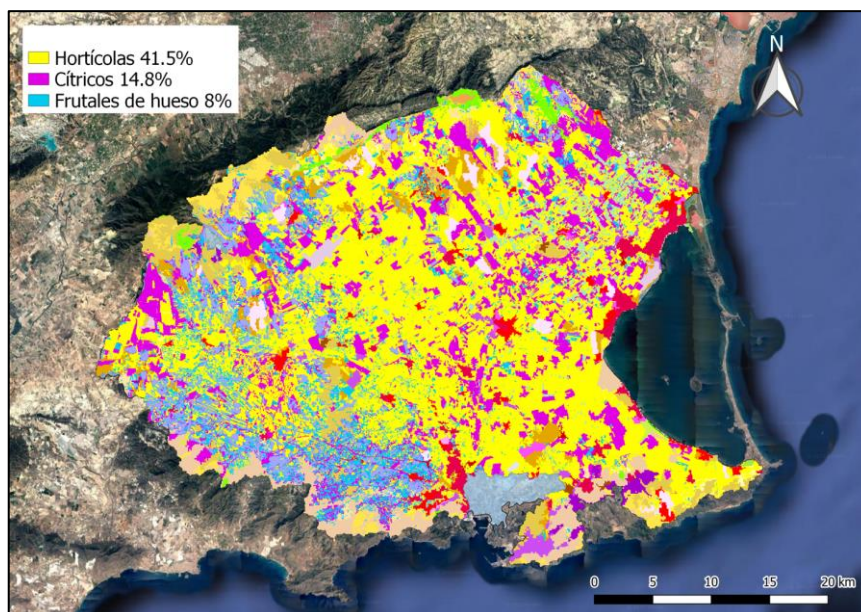 Hortícolas 41.5%
Cítricos 14.8%
Frutales de hueso 8%
N
0 5 10 15 20 km